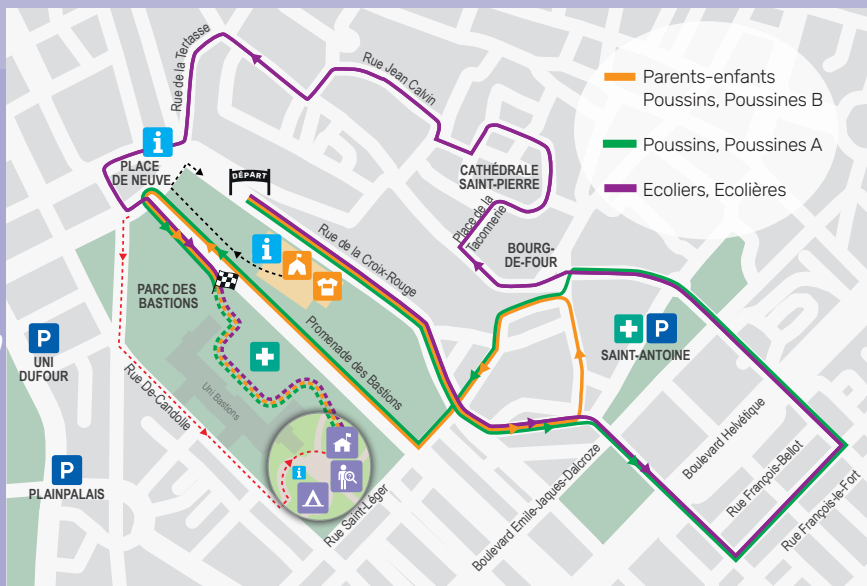 Rue de la Tertasse
Rue Jean Calvin
Parents-enfants
Poussins, Poussines B
Poussins, Poussines A
Ecoliers, Ecolières
i
PLACE
DE NEUVE
DÉPART
CATHÉDRALE
SAINT-PIERRE
Place de la
Taconnerie
BOURG-
DE-FOUR
Rue de la Croix-Rouge
i
PARC DES
BASTIONS
Promenade des Bastions
P
UNI
DUFOUR
P
SAINT-ANTOINE
Uni Bastions
Rue De-Candolle
P
PLAINPALAIS
i
Rue Saint-Léger
Boulevard Emile-Jaques-Dalcroze
Boulevard Helvétique
Rue François-Bellot
Rue François-le-Fort